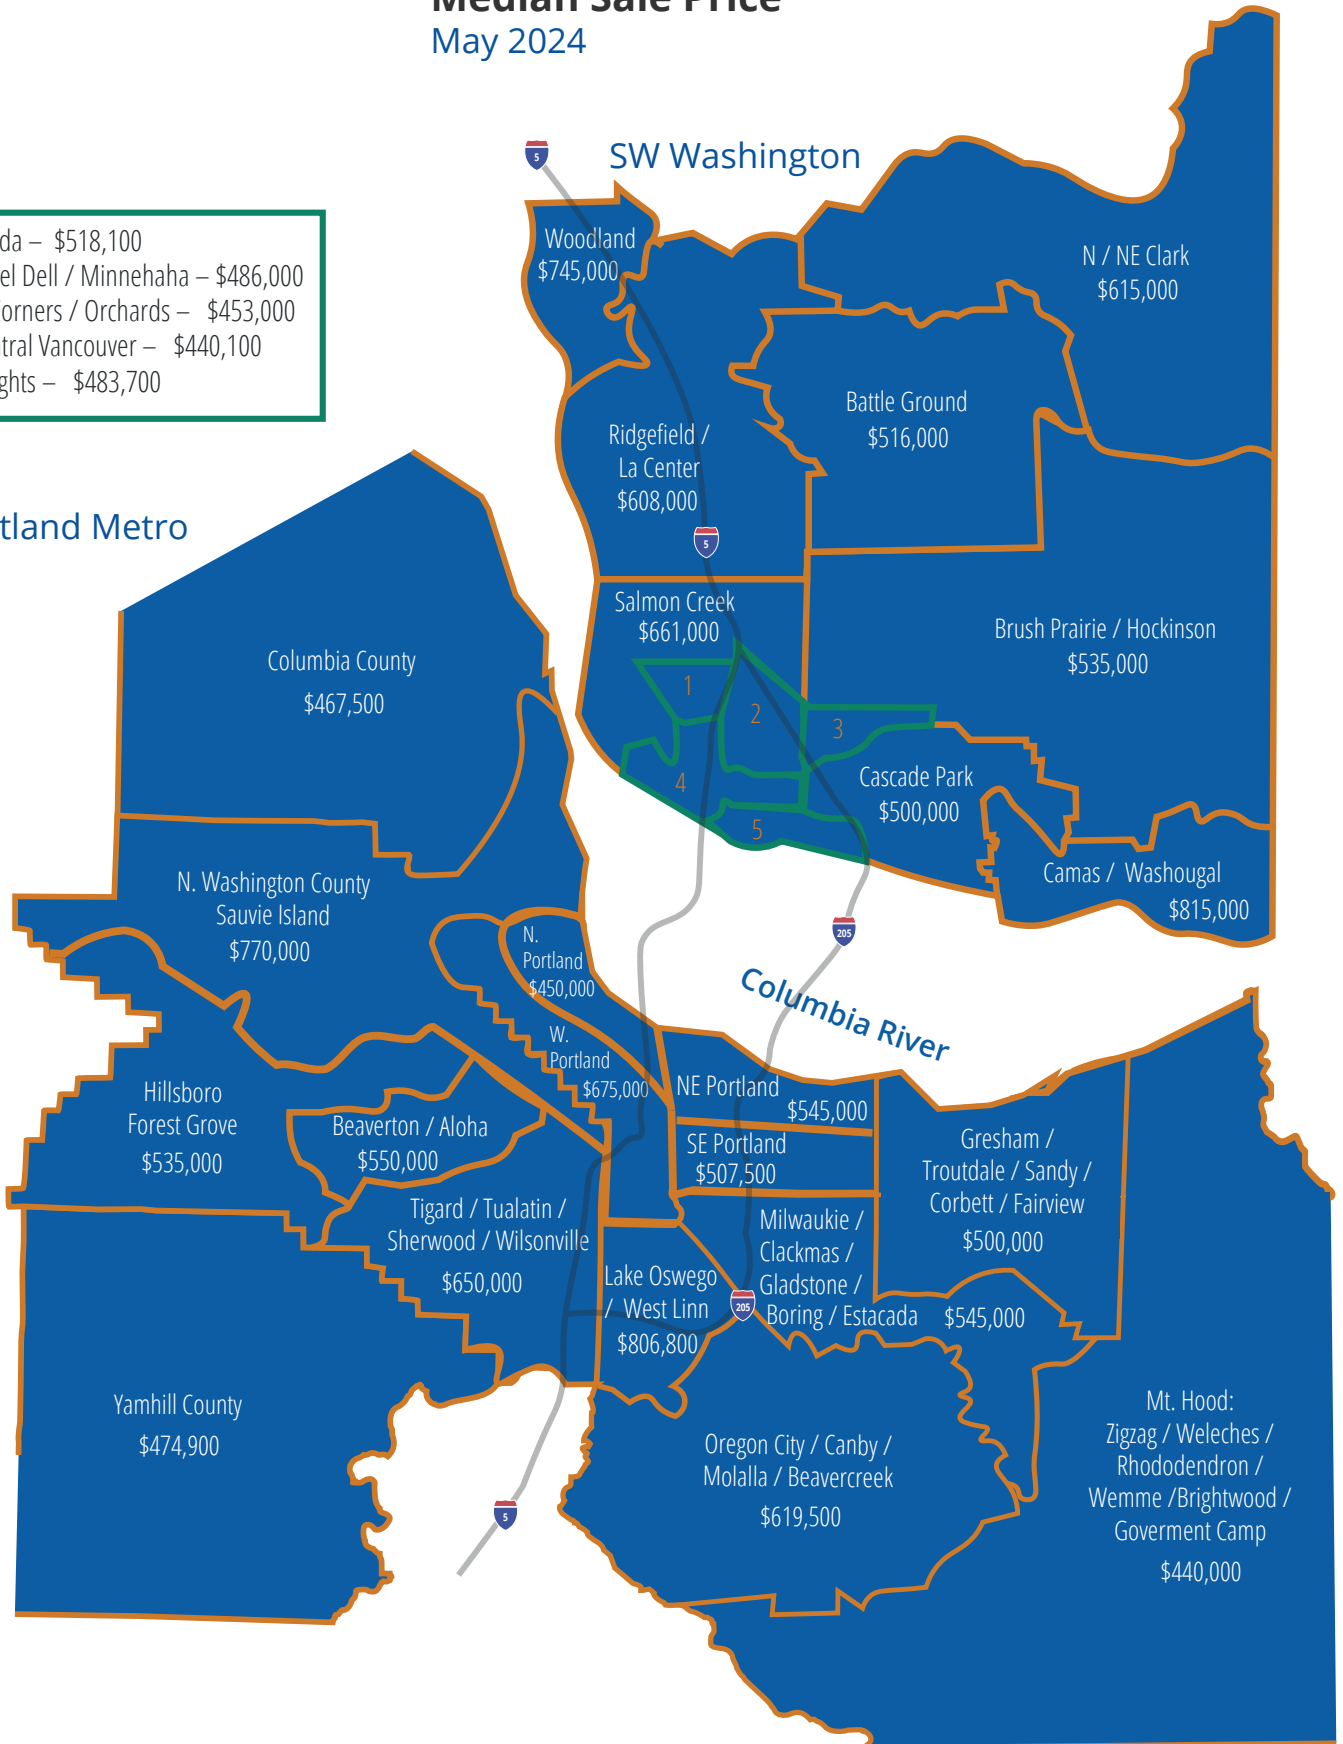 Median Sale Price
May 2024
SW Washington
da – $518,100
el Dell / Minnehaha – $486,000
orners / Orchards – $453,000
tral Vancouver – $440,100
ghts – $483,700
tland Metro
5
Woodland
$745,000
N / NE Clark
$615,000
Battle Ground
$516,000
Ridgefield /
La Center
$608,000
5
Salmon Creek
$661,000
Brush Prairie / Hockinson
$535,000
1
2
3
4
5
Cascade Park
$500,000
Camas / Washougal
$815,000
205
Columbia River
Columbia County
$467,500
N. Washington County
Sauvie Island
$770,000
N.
Portland
$450,000
W.
Portland
$675,000
NE Portland
$545,000
SE Portland
$507,500
Hillsboro
Forest Grove
$535,000
Beaverton / Aloha
$550,000
Tigard / Tualatin /
Sherwood / Wilsonville
$650,000
Gresham /
Troutdale / Sandy /
Corbett / Fairview
$500,000
Milwaukie /
Clackmas /
Gladstone /
Boring / Estacada $545,000
Lake Oswego
/ West Linn
$806,800
205
Yamhill County
$474,900
5
Oregon City / Canby /
Molalla / Beavercreek
$619,500
Mt. Hood:
Zigzag / Weleches /
Rhododendron /
Wemme /Brightwood /
Goverment Camp
$440,000